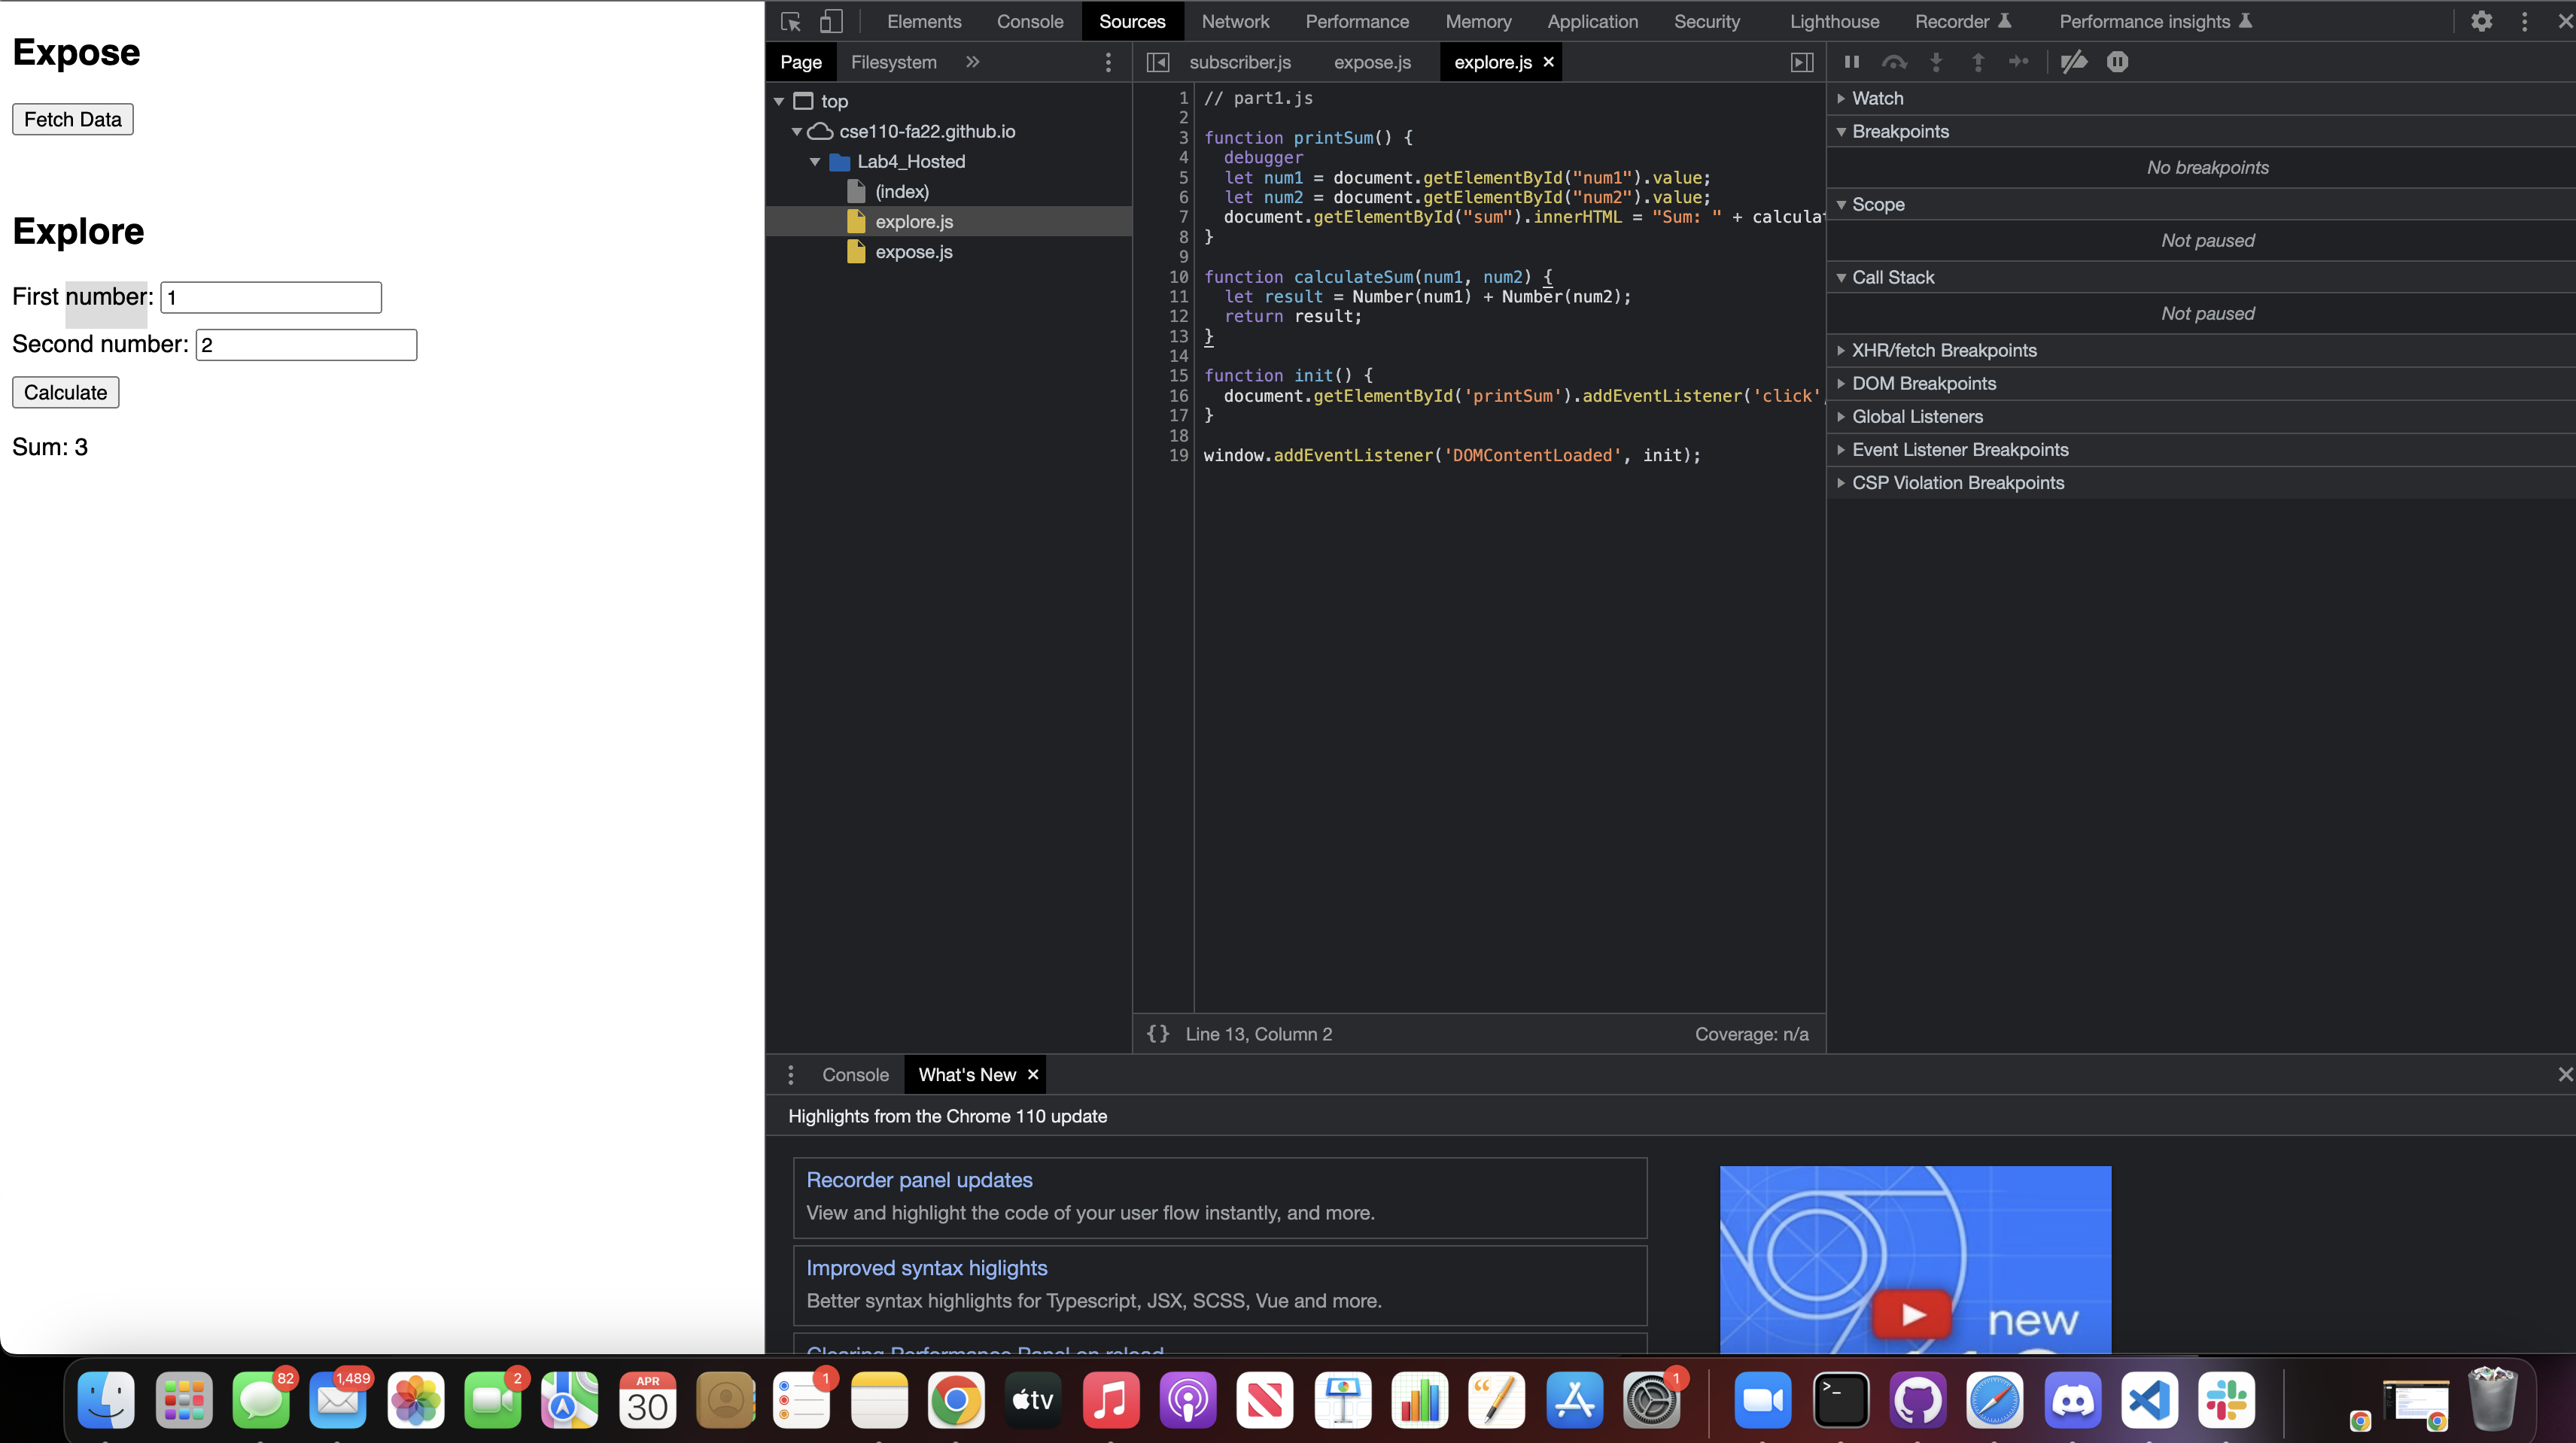 Expose
Fetch Data
Explore
First number: 1
Second number: 2
Calculate
Sum: 3
Elements Console Sources Network Performance Memory Application Security Lighthouse Recorder Performance insights
Page Filesystem
top
cse110-fa22.github.io
Lab4_Hosted
(index)
explore.js
expose.js
subscriber.js expose.js explore.js
1 // part1.js
2
3 function printSum() {
4 debugger
5 let num1 = document.getElementById("num1").value;
6 let num2 = document.getElementById("num2").value;
7 document.getElementById("sum").innerHTML = "Sum: " + calculat
8 }
9
10 function calculateSum(num1, num2) {
11 let result = Number(num1) + Number(num2);
12 return result;
13 }
14
15 function init() {
16 document.getElementById('printSum').addEventListener('click',
17 }
18
19 window.addEventListener('DOMContentLoaded', init);
{} Line 13, Column 2 Coverage: n/a
Watch
Breakpoints
No breakpoints
Scope
Not paused
Call Stack
Not paused
XHR/fetch Breakpoints
DOM Breakpoints
Global Listeners
Event Listener Breakpoints
CSP Violation Breakpoints
Console What's New
Highlights from the Chrome 110 update
Recorder panel updates
View and highlight the code of your user flow instantly, and more.
Improved syntax higlights
Better syntax highlights for Typescript, JSX, SCSS, Vue and more.
Clearing Performance Panel on reload
new
82 1,489 2 APR 30 1 tv 1